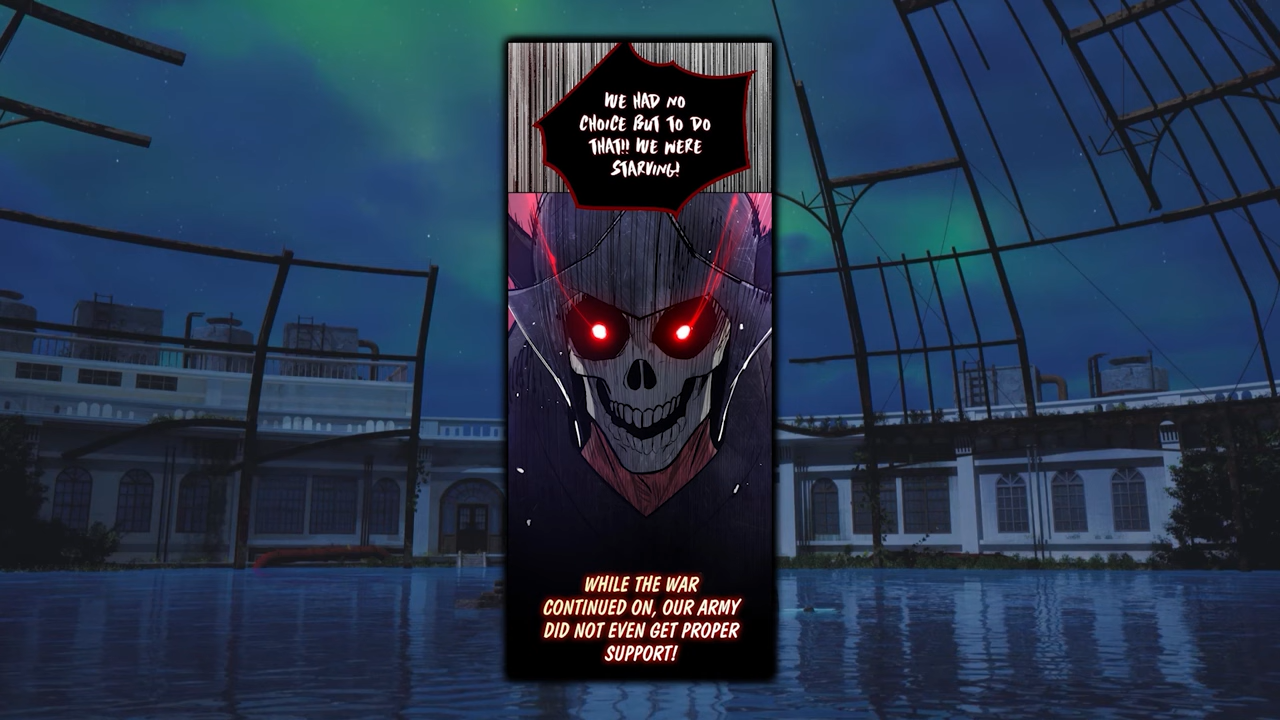 WE HAD NO
CHOICE BUT TO DO
THAT!! WE WERE
STARVING!
WHILE THE WAR
CONTINUED ON, OUR ARMY
DID NOT EVEN GET PROPER
SUPPORT!